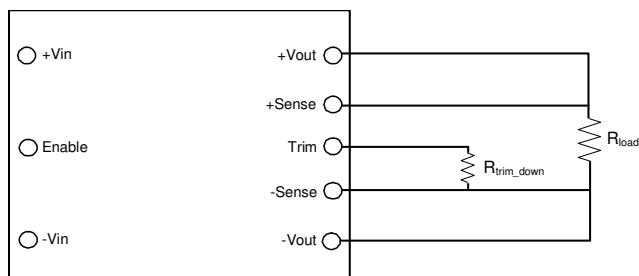 +Vin
+Vout
+Sense
Enable
Trim
Rload
Rtrim_down
-Sense
-Vin
-Vout